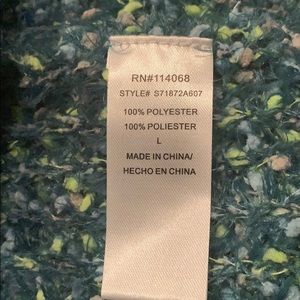 RN#114068
STYLE# S71872A607
100% POLYESTER
100% POLIESTER
L
MADE IN CHINA/
HECHO EN CHINA